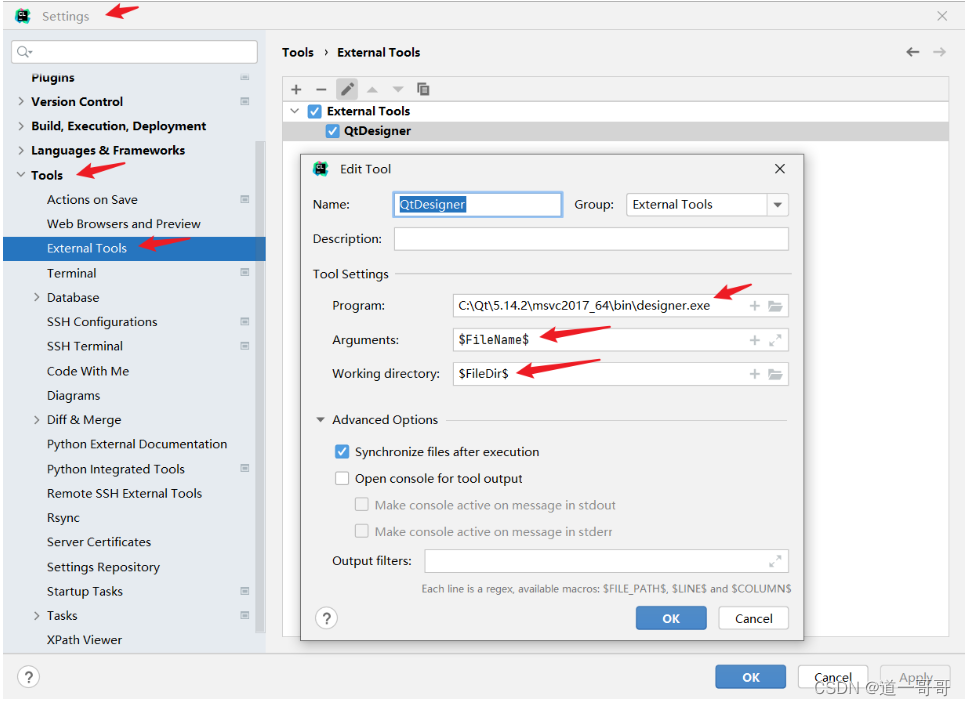 Settings
Plugins
Version Control
Build, Execution, Deployment
Languages & Frameworks
Tools
Actions on Save
Web Browsers and Preview
External Tools
Terminal
Database
SSH Configurations
SSH Terminal
Code With Me
Diagrams
Diff & Merge
Python External Documentation
Python Integrated Tools
Remote SSH External Tools
Rsync
Server Certificates
Settings Repository
Startup Tasks
Tasks
XPath Viewer
Tools › External Tools
External Tools
QtDesigner
Edit Tool
Name: QtDesigner Group: External Tools
Description:
Tool Settings
Program: C:\Qt\5.14.2\msvc2017_64\bin\designer.exe
Arguments: $FileName$
Working directory: $FileDir$
Advanced Options
Synchronize files after execution
Open console for tool output
Make console active on message in stdout
Make console active on message in stderr
Output filters:
Each line is a regex, available macros: $FILE_PATH$, $LINE$ and $COLUMN$
? OK Cancel
? OK Cancel Apply
CSDN @道一哥哥